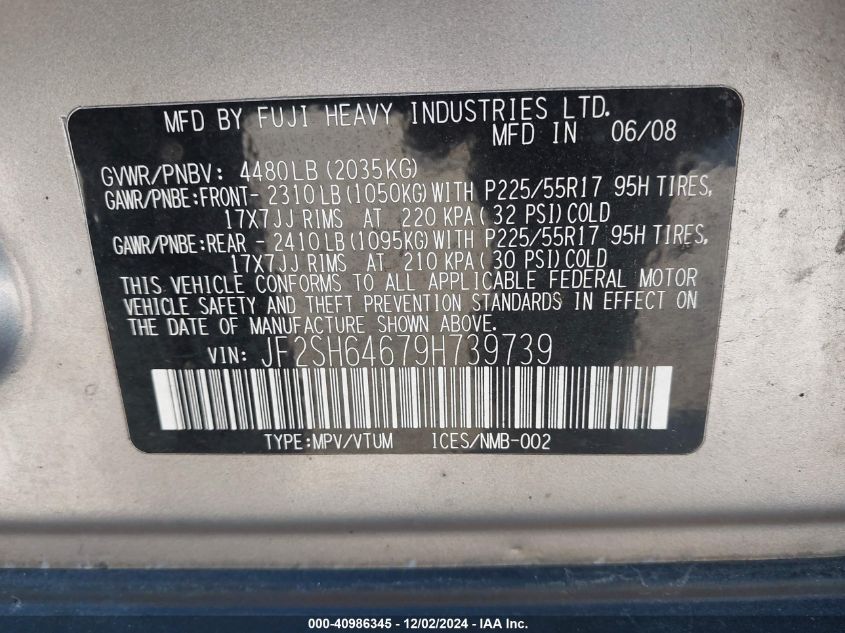 MFD BY FUJI HEAVY INDUSTRIES LTD.
MFD IN 06/08
GVWR/PNBV: 4480LB(2035KG)
GAWR/PNBE:FRONT- 2310LB(1050KG)WITH P225/55R17 95H TIRES,
17X7JJ RIMS AT 220 KPA(32 PSI)COLD
GAWR/PNBE:REAR - 2410LB(1095KG)WITH P225/55R17 95H TIRES,
17X7JJ RIMS AT 210 KPA(30 PSI)COLD
THIS VEHICLE CONFORMS TO ALL APPLICABLE FEDERAL MOTOR
VEHICLE SAFETY AND THEFT PREVENTION STANDARDS IN EFFECT ON
THE DATE OF MANUFACTURE SHOWN ABOVE.
VIN: JF2SH64679H739739
TYPE:MPV/VTUM ICES/NMB-002
000-40986345 - 12/02/2024 - IAA Inc.